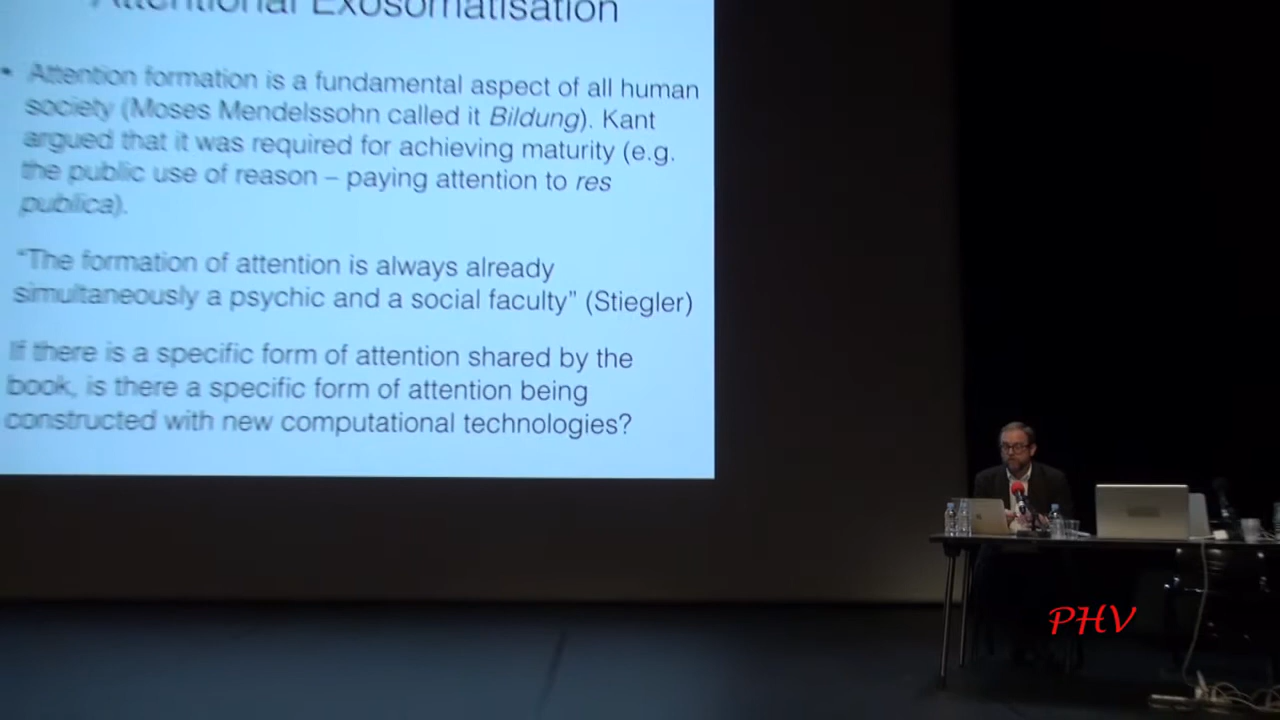 Attentional Exosomatisation
• Attention formation is a fundamental aspect of all human
society (Moses Mendelssohn called it Bildung). Kant
argued that it was required for achieving maturity (e.g.
the public use of reason – paying attention to res
publica).
“The formation of attention is always already
simultaneously a psychic and a social faculty” (Stiegler)
If there is a specific form of attention shared by the
book, is there a specific form of attention being
constructed with new computational technologies?
PHV